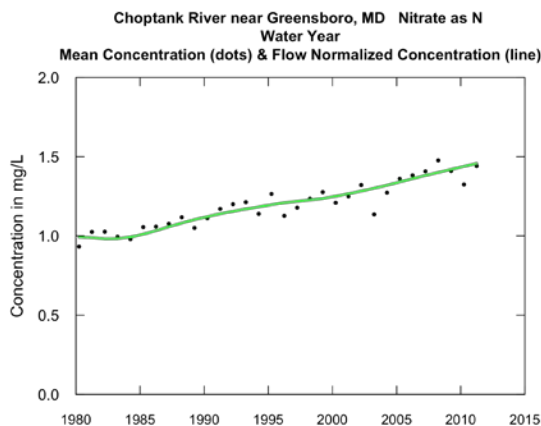 Choptank River near Greensboro, MD Nitrate as N
Water Year
Mean Concentration (dots) & Flow Normalized Concentration (line)
2.0
1.5
1.0
0.5
0.0
Concentration in mg/L
1980 1985 1990 1995 2000 2005 2010 2015